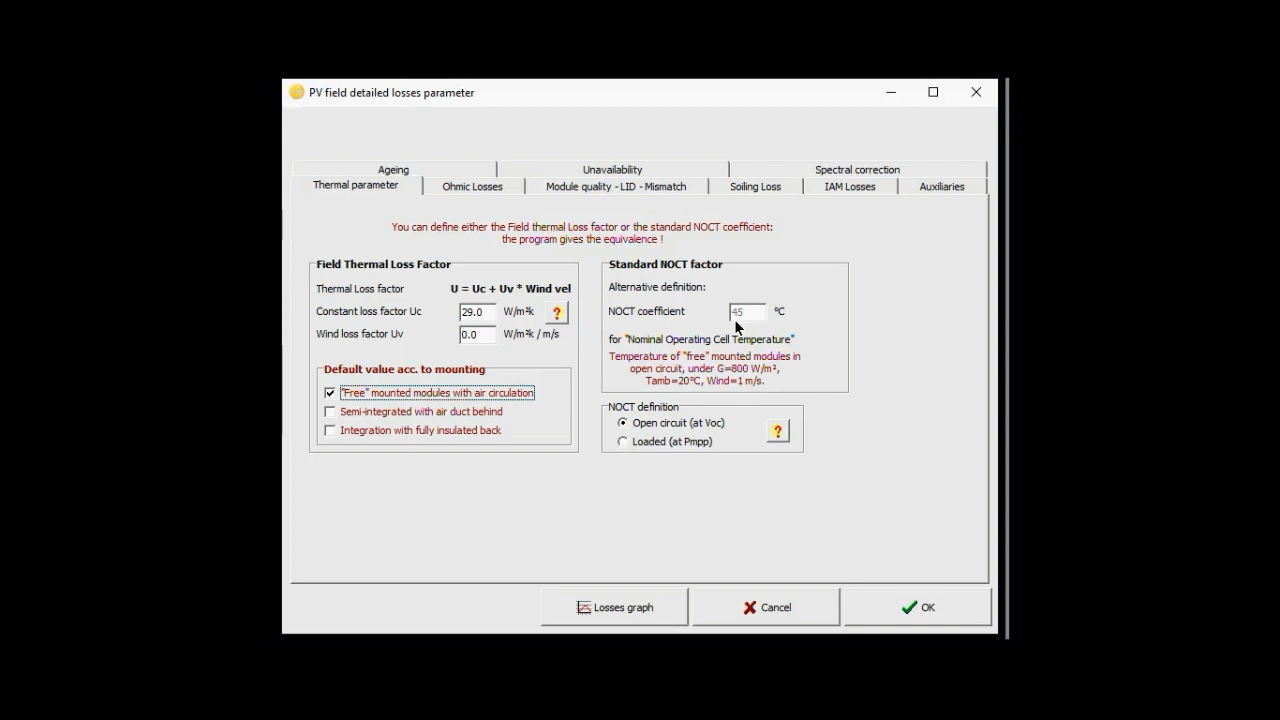 PV field detailed losses parameter
Ageing
Unavailability
Spectral correction
Thermal parameter
Ohmic Losses
Module quality - LID - Mismatch
Soiling Loss
IAM Losses
Auxiliaries
You can define either the Field thermal Loss factor or the standard NOCT coefficient:
the program gives the equivalence !
Field Thermal Loss Factor
Thermal Loss factor U = Uc + Uv * Wind vel
Constant loss factor Uc 29.0 W/m²k ?
Wind loss factor Uv 0.0 W/m²k / m/s
Default value acc. to mounting
"Free" mounted modules with air circulation
Semi-integrated with air duct behind
Integration with fully insulated back
Standard NOCT factor
Alternative definition:
NOCT coefficient 45 ºC
for "Nominal Operating Cell Temperature"
Temperature of "free" mounted modules in
open circuit, under G=800 W/m²,
Tamb=20ºC, Wind=1 m/s.
NOCT definition
Open circuit (at Voc)
Loaded (at Pmpp)
?
Losses graph
Cancel
OK